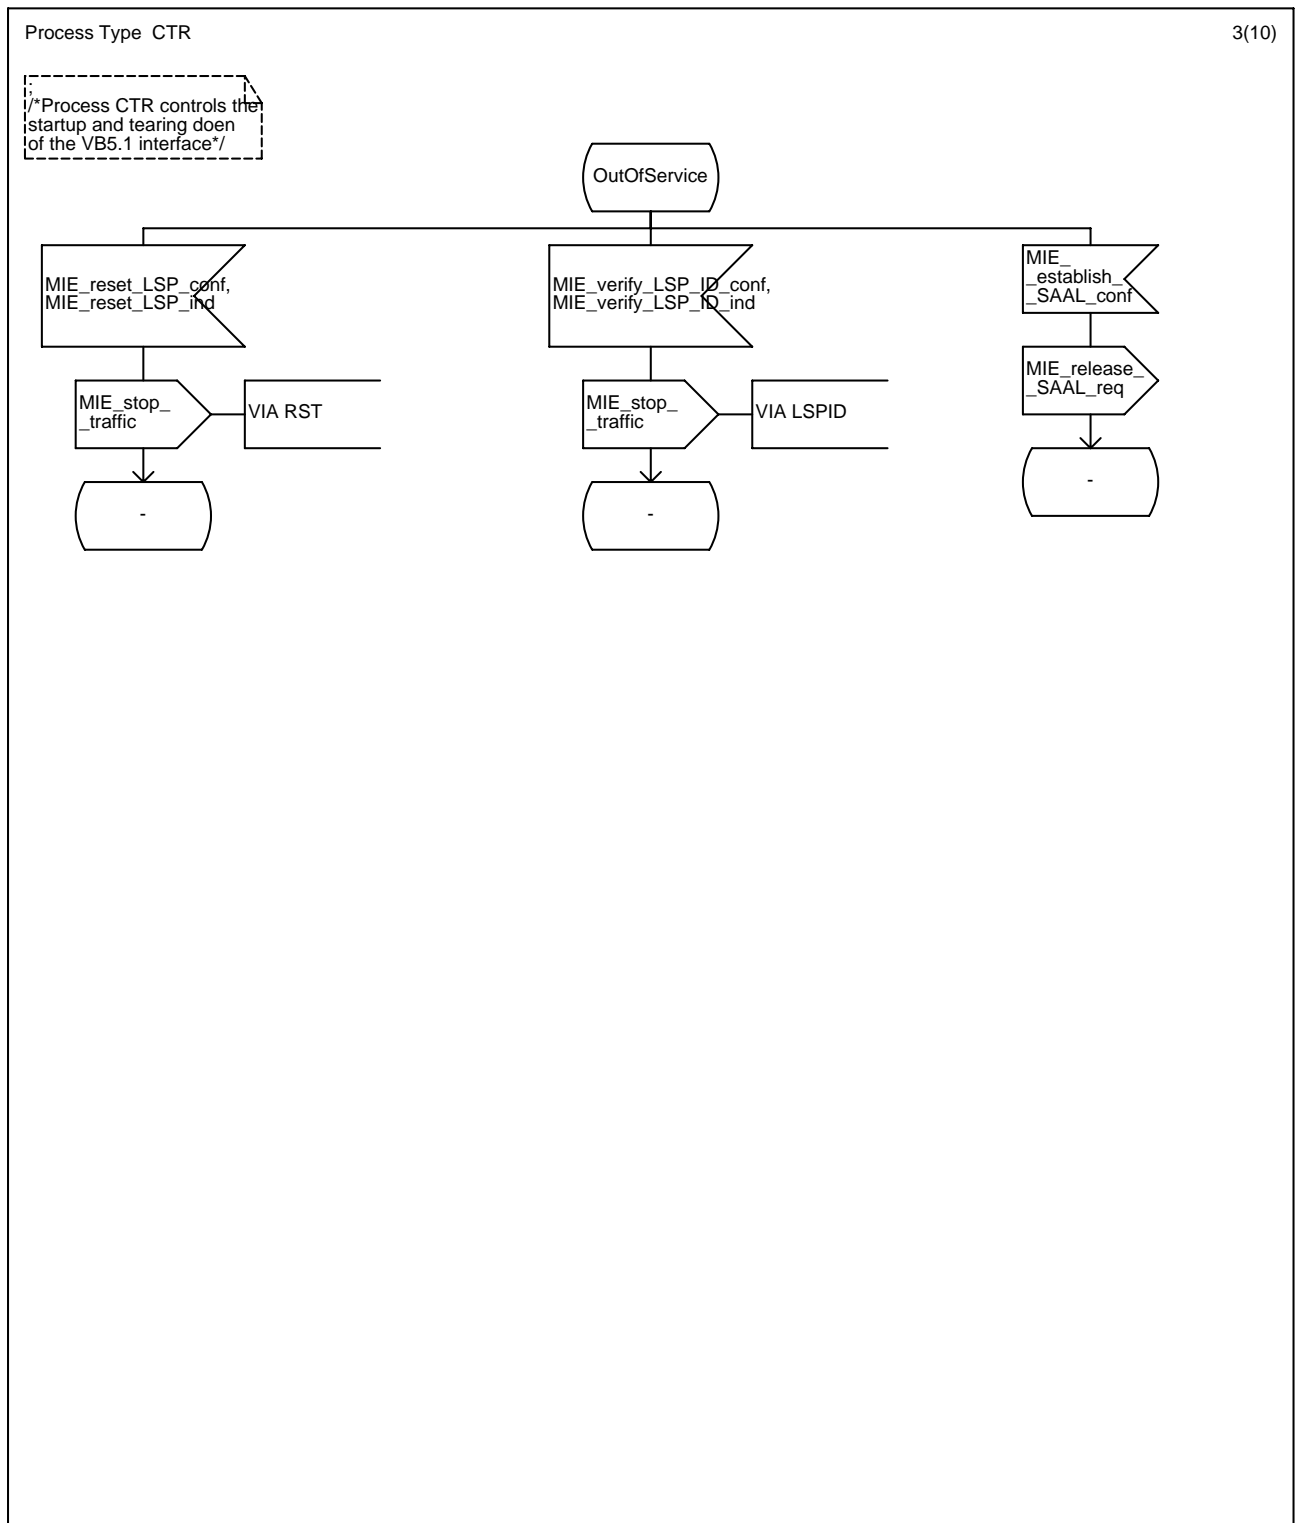 Process Type  CTR
3(10)
;
/*Process CTR controls the
startup and tearing doen
of the VB5.1 interface*/
OutOfService
MIE_reset_LSP_conf,
MIE_reset_LSP_ind
MIE_verify_LSP_ID_conf,
MIE_verify_LSP_ID_ind
MIE_
_establish_
_SAAL_conf
MIE_stop_
_traffic
VIA RST
MIE_stop_
_traffic
VIA LSPID
MIE_release_
_SAAL_req
-
-
-